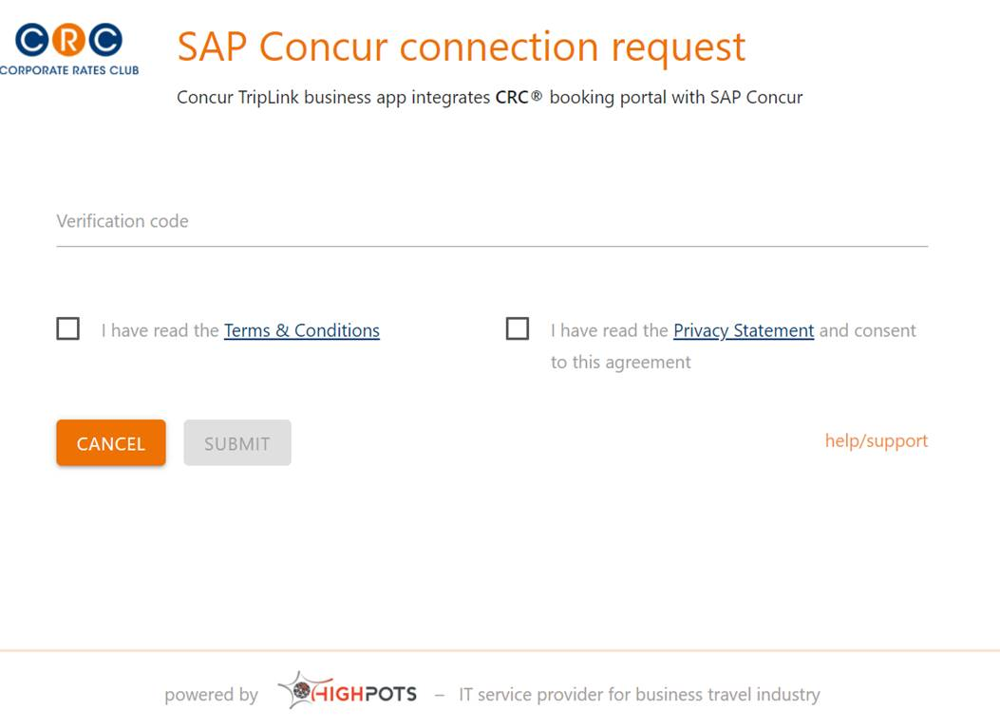 CRC
CORPORATE RATES CLUB
SAP Concur connection request
Concur TripLink business app integrates CRC® booking portal with SAP Concur
Verification code
I have read the Terms & Conditions
I have read the Privacy Statement and consent
to this agreement
CANCEL
SUBMIT
help/support
powered by HIGHPOTS – IT service provider for business travel industry